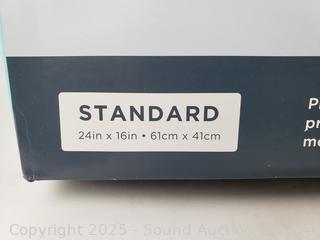 STANDARD
24in x 16in • 61cm x 41cm
Copyright 2025 - Sound Auction